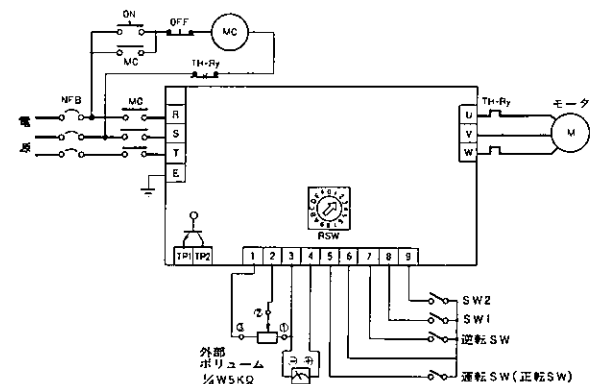 ON
OFF
MC
MC
TH-Ry
NFB
MC
電源
R
S
T
E
U
V
W
TH-Ry
モータ
M
RSW
TP1 TP2
1 2 3 4 5 6 7 8 9
②
③
①
外部
ボリューム
1/4W5KΩ
SW2
SW1
逆転SW
運転SW(正転SW)